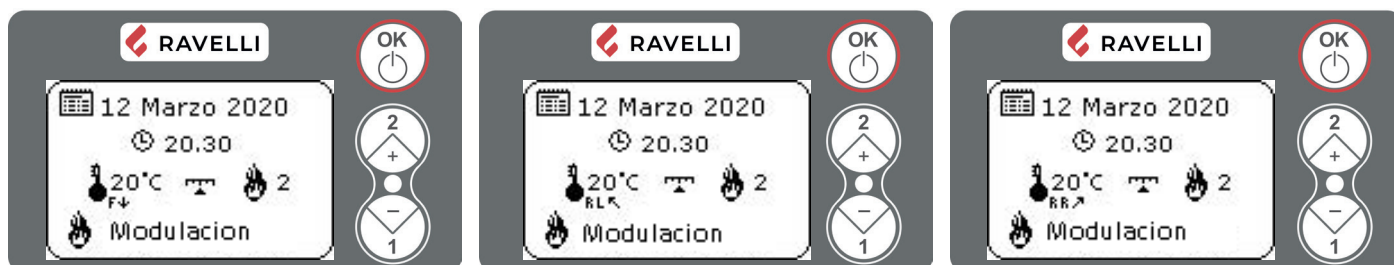 RAVELLI
OK
12 Marzo 2020
20.30
20°C 2
F↓
Modulacion
2
+
−
1
RAVELLI
OK
12 Marzo 2020
20.30
20°C 2
RL↖
Modulacion
2
+
−
1
RAVELLI
OK
12 Marzo 2020
20.30
20°C 2
RR↗
Modulacion
2
+
−
1